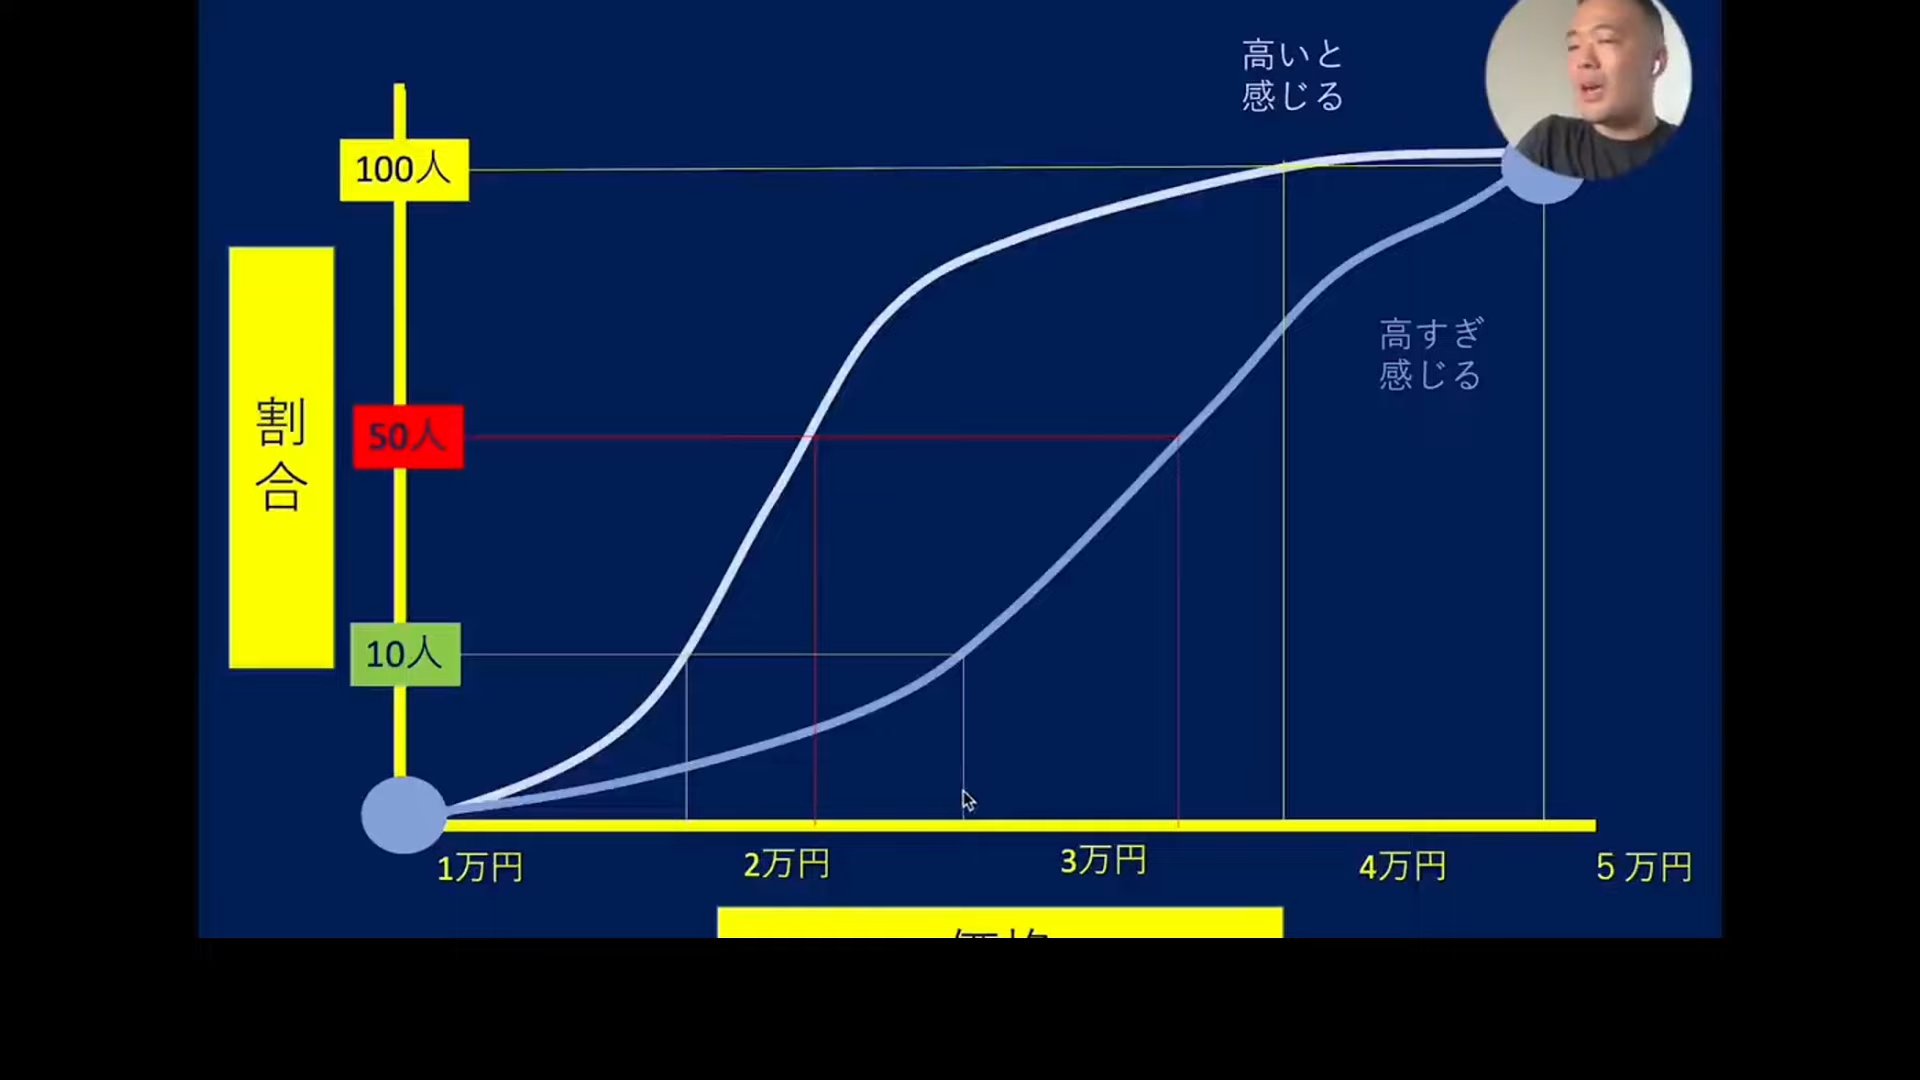 高いと
感じる
100人
割
合
高すぎ
感じる
50人
10人
1万円
2万円
3万円
4万円
５万円